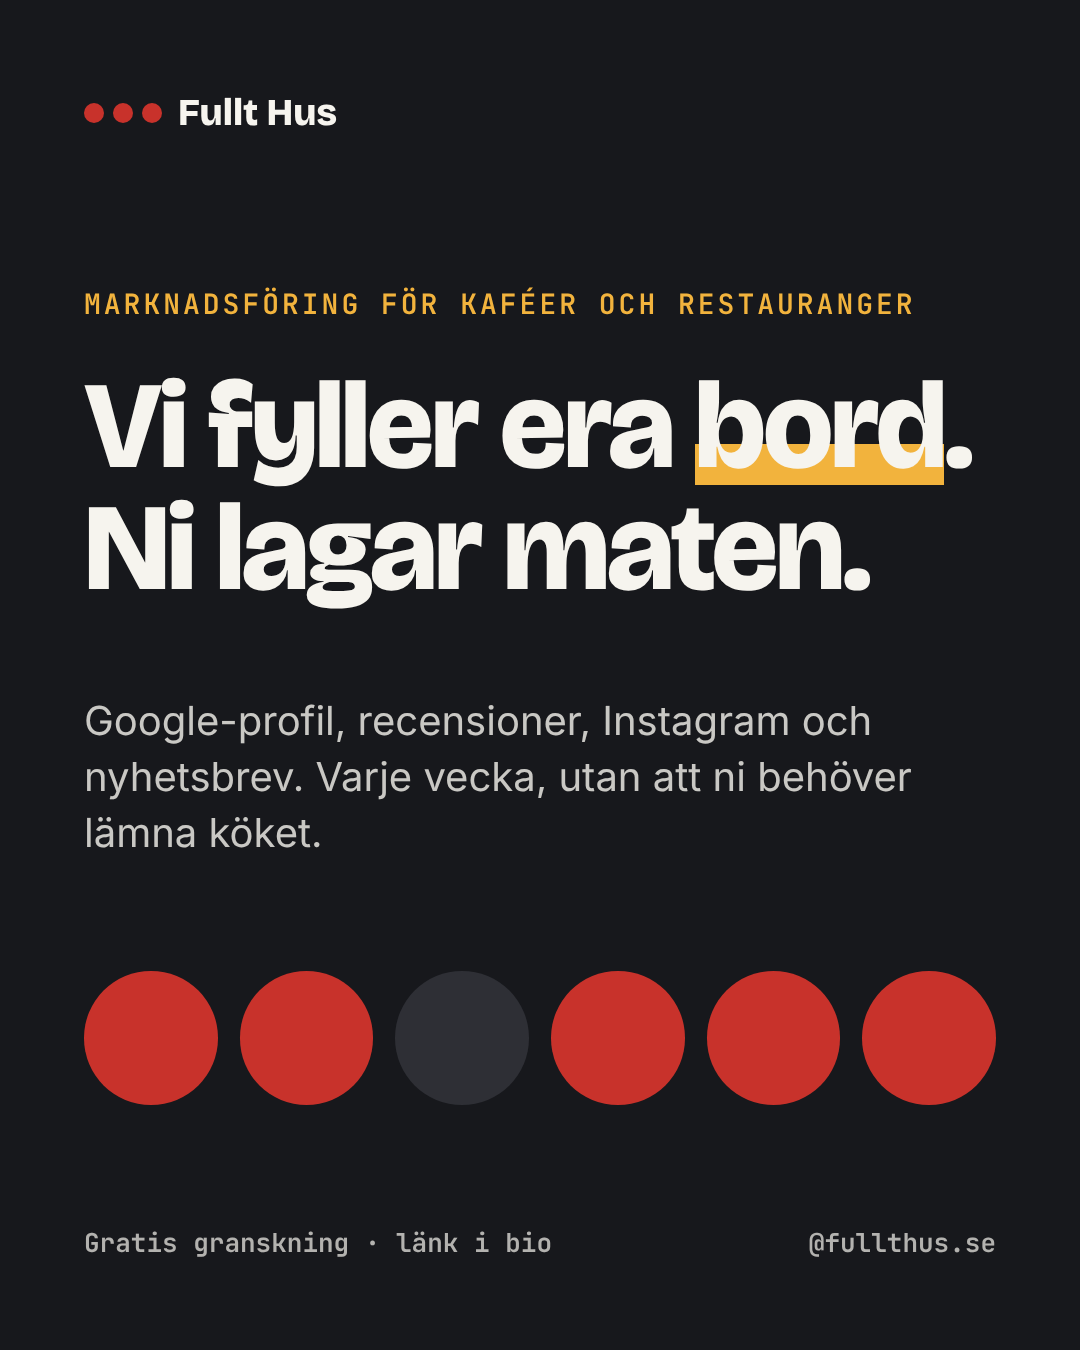 Fullt Hus
MARKNADSFÖRING FÖR KAFÉER OCH RESTAURANGER
Vi fyller era bord.
Ni lagar maten.
Google-profil, recensioner, Instagram och
nyhetsbrev. Varje vecka, utan att ni behöver
lämna köket.
Gratis granskning · länk i bio
@fullthus.se